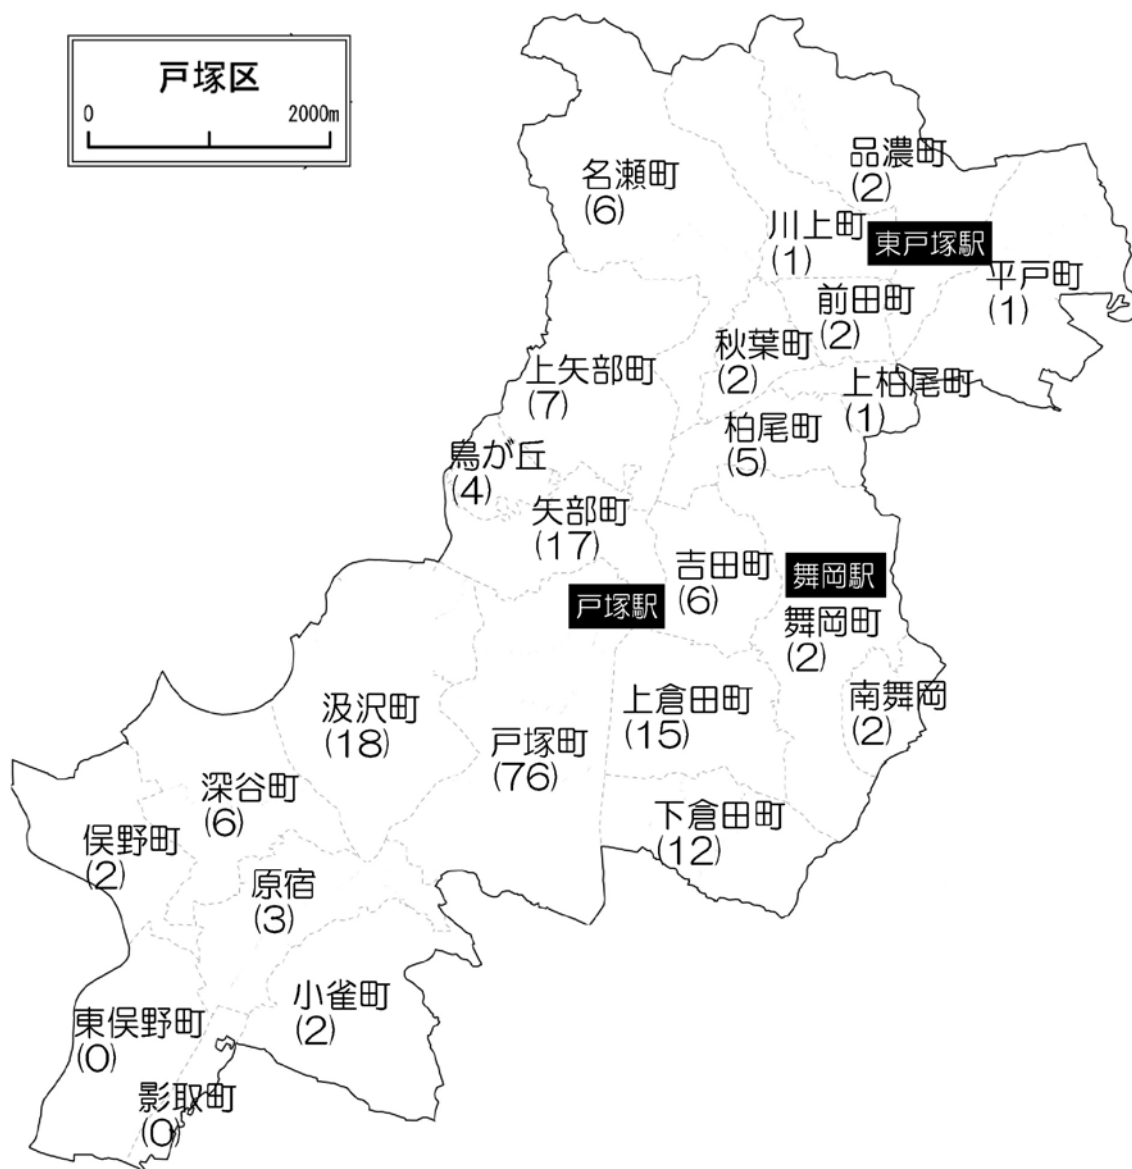 戸塚区
0 2000m
品濃町
(2)
名瀬町
(6)
川上町
(1)
東戸塚駅
平戸町
(1)
前田町
(2)
秋葉町
(2)
上矢部町
(7)
上柏尾町
(1)
柏尾町
(5)
鳥が丘
(4)
矢部町
(17)
吉田町
(6)
舞岡駅
戸塚駅
舞岡町
(2)
汲沢町
(18)
上倉田町
(15)
南舞岡
(2)
戸塚町
(76)
深谷町
(6)
下倉田町
(12)
俣野町
(2)
原宿
(3)
小雀町
(2)
東俣野町
(0)
影取町
(0)